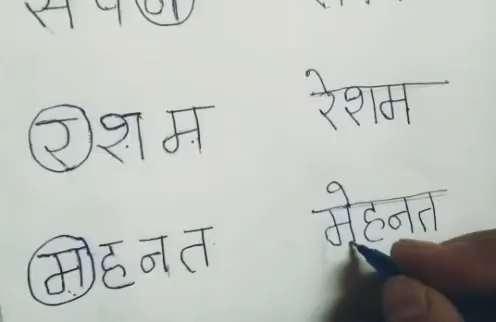 र श म रेशम
म ह न त मेहनत